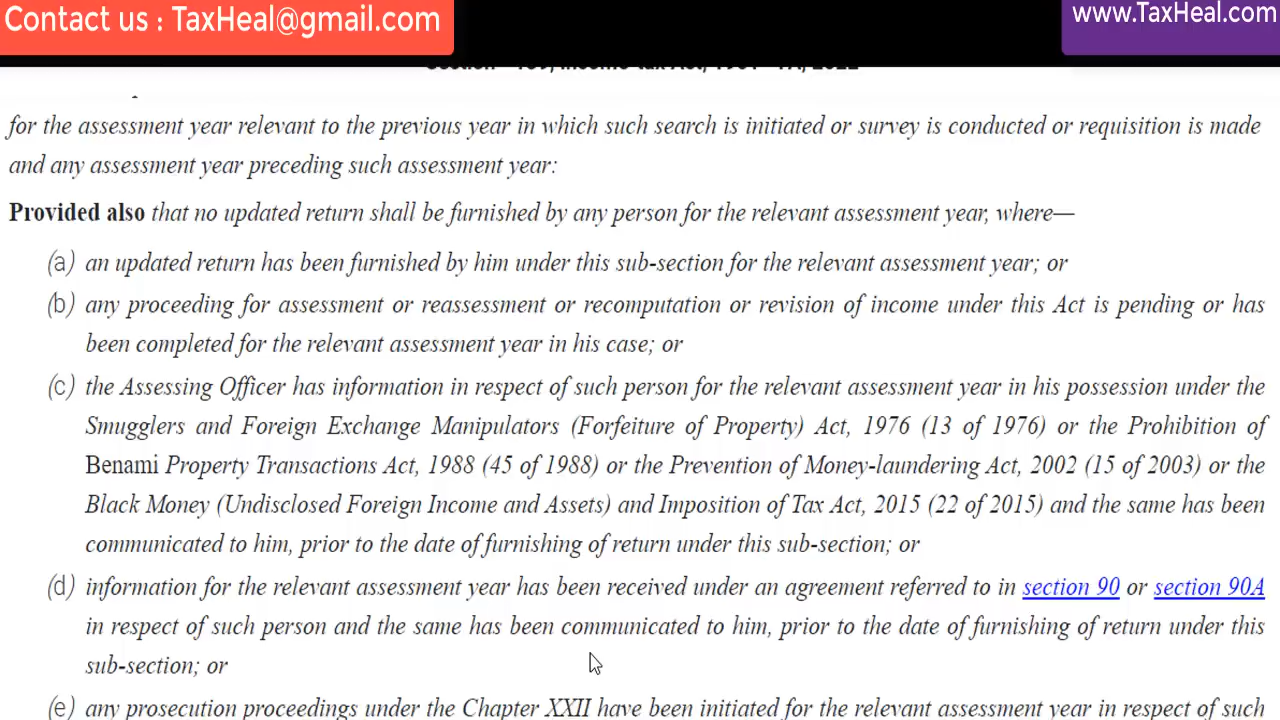 Contact us : TaxHeal@gmail.com
www.TaxHeal.com
for the assessment year relevant to the previous year in which such search is initiated or survey is conducted or requisition is made
and any assessment year preceding such assessment year:
Provided also that no updated return shall be furnished by any person for the relevant assessment year, where—
(a) an updated return has been furnished by him under this sub-section for the relevant assessment year; or
(b) any proceeding for assessment or reassessment or recomputation or revision of income under this Act is pending or has
been completed for the relevant assessment year in his case; or
(c) the Assessing Officer has information in respect of such person for the relevant assessment year in his possession under the
Smugglers and Foreign Exchange Manipulators (Forfeiture of Property) Act, 1976 (13 of 1976) or the Prohibition of
Benami Property Transactions Act, 1988 (45 of 1988) or the Prevention of Money-laundering Act, 2002 (15 of 2003) or the
Black Money (Undisclosed Foreign Income and Assets) and Imposition of Tax Act, 2015 (22 of 2015) and the same has been
communicated to him, prior to the date of furnishing of return under this sub-section; or
(d) information for the relevant assessment year has been received under an agreement referred to in section 90 or section 90A
in respect of such person and the same has been communicated to him, prior to the date of furnishing of return under this
sub-section; or
(e) any prosecution proceedings under the Chapter XXII have been initiated for the relevant assessment year in respect of such